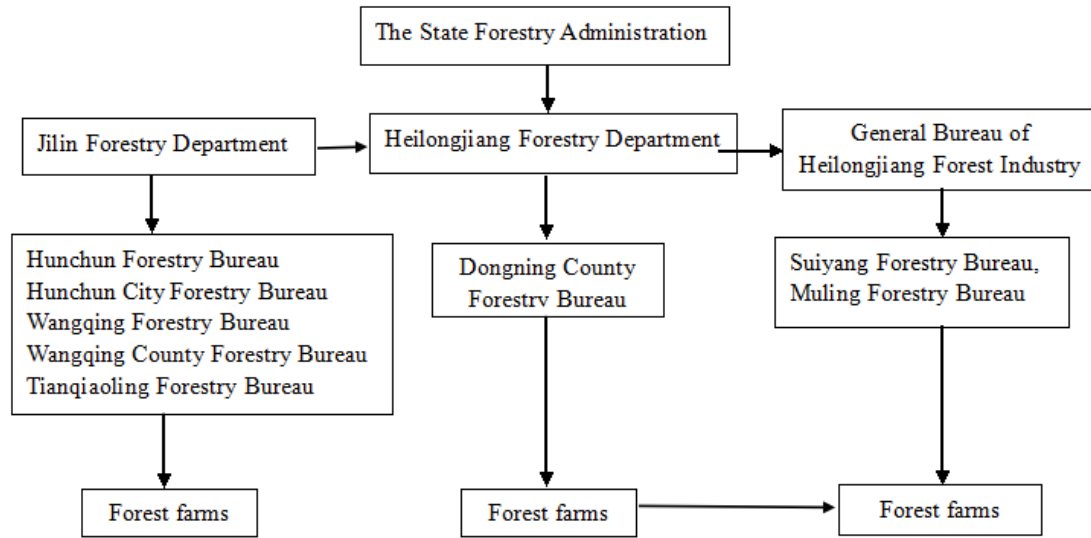 The State Forestry Administration
Jilin Forestry Department
Heilongjiang Forestry Department
General Bureau of
Heilongjiang Forest Industry
Hunchun Forestry Bureau
Hunchun City Forestry Bureau
Wangqing Forestry Bureau
Wangqing County Forestry Bureau
Tianqiaoling Forestry Bureau
Dongning County
Forestry Bureau
Suiyang Forestry Bureau,
Muling Forestry Bureau
Forest farms
Forest farms
Forest farms